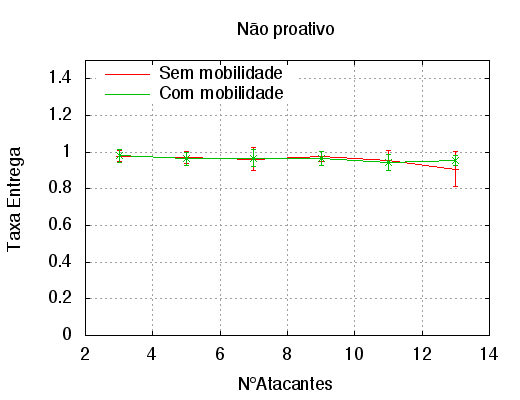 Não proativo
Sem mobilidade
Com mobilidade
1.4
1.2
1
0.8
0.6
0.4
0.2
0
Taxa Entrega
2 4 6 8 10 12 14
N°Atacantes